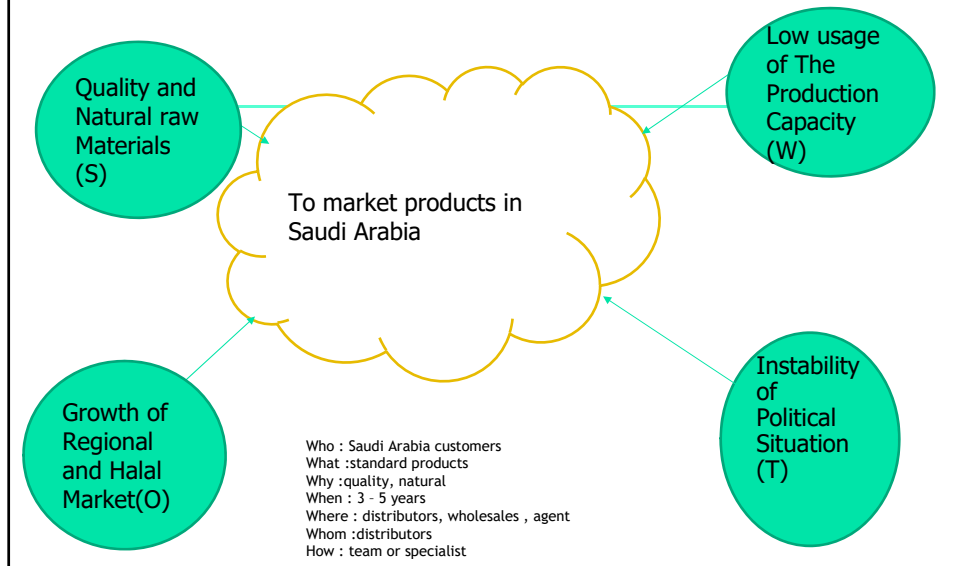 Quality and
Natural raw
Materials
(S)
Low usage
of The
Production
Capacity
(W)
To market products in
Saudi Arabia
Growth of
Regional
and Halal
Market(O)
Instability
of
Political
Situation
(T)
Who : Saudi Arabia customers
What :standard products
Why :quality, natural
When : 3 – 5 years
Where : distributors, wholesales , agent
Whom :distributors
How : team or specialist